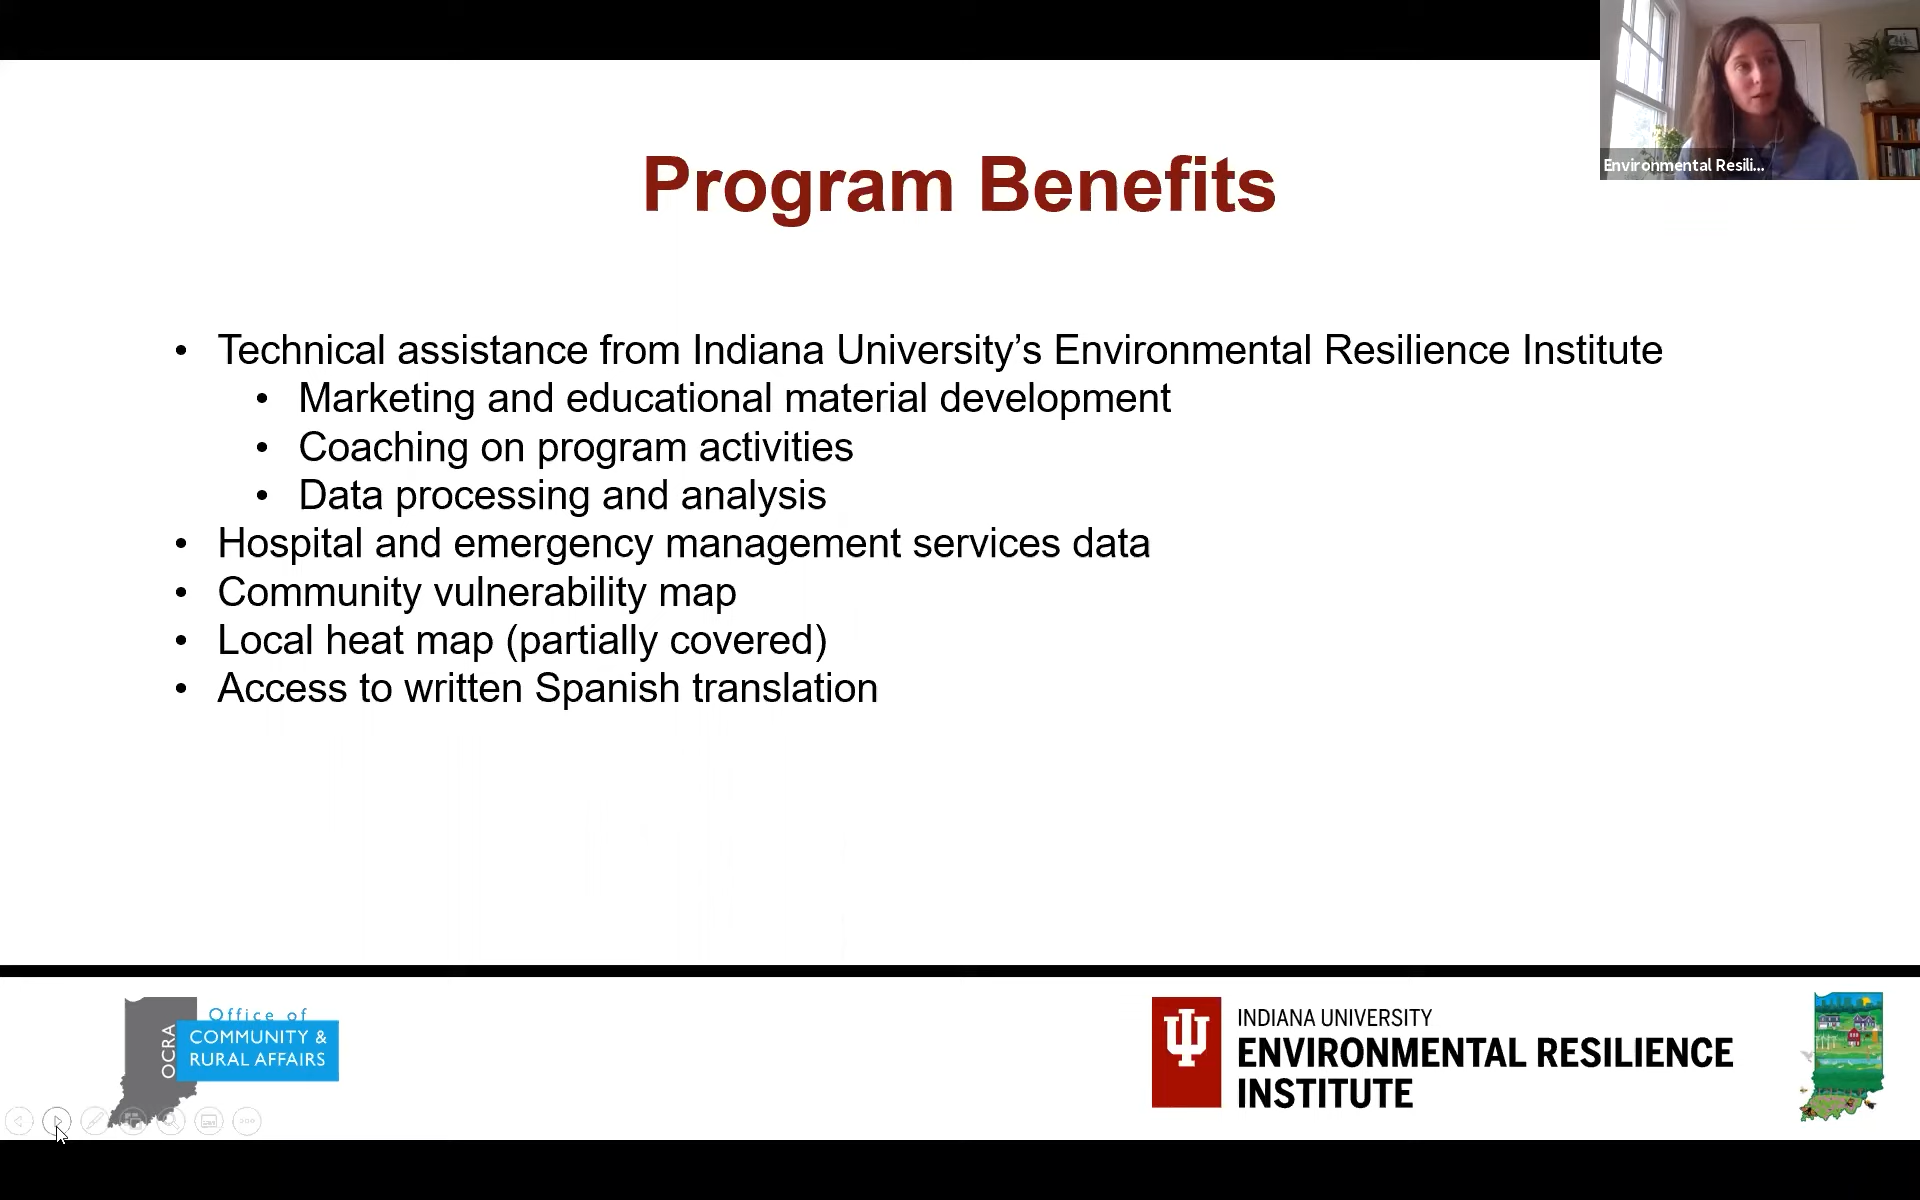 Environmental Resili...
Program Benefits
• Technical assistance from Indiana University’s Environmental Resilience Institute
• Marketing and educational material development
• Coaching on program activities
• Data processing and analysis
• Hospital and emergency management services data
• Community vulnerability map
• Local heat map (partially covered)
• Access to written Spanish translation
OCRA
Office of
COMMUNITY &
RURAL AFFAIRS
INDIANA UNIVERSITY
ENVIRONMENTAL RESILIENCE
INSTITUTE